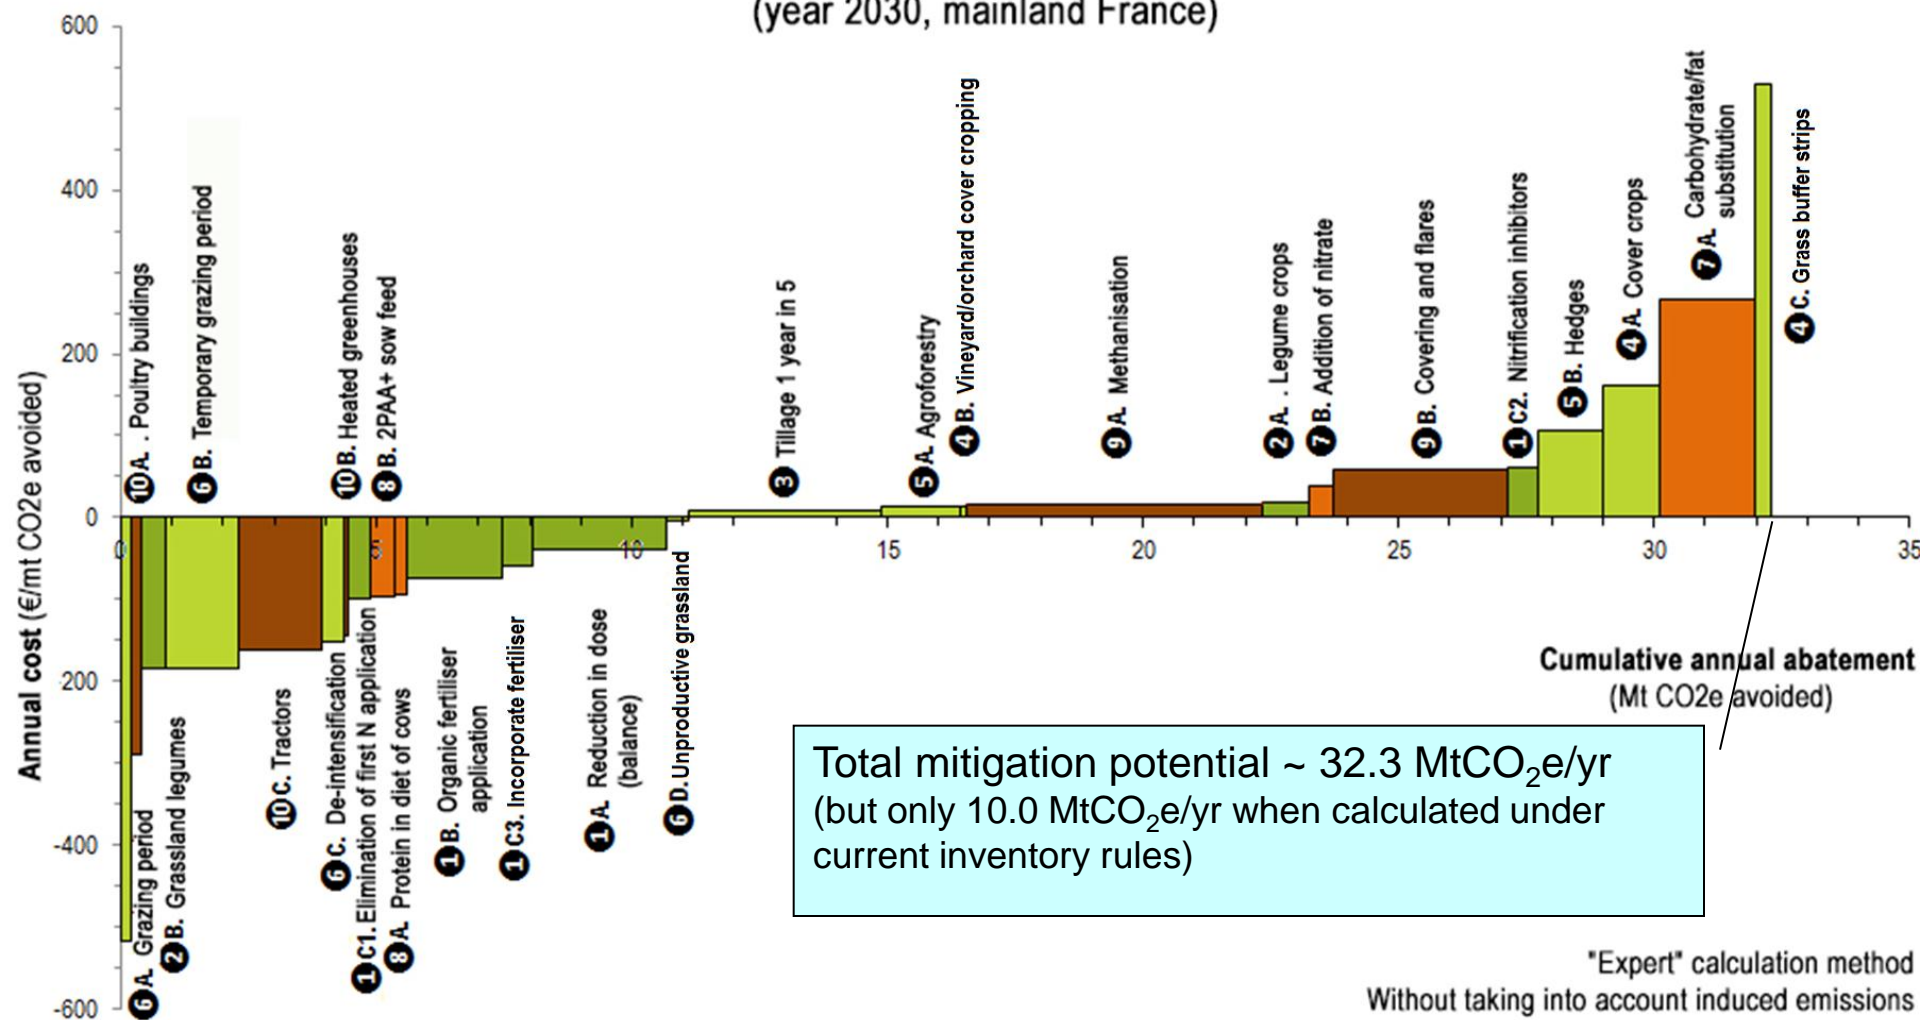 (year 2030, mainland France)
Annual cost (€/mt CO2e avoided)
600
400
200
0
200
-400
-600
0
5
10
15
20
25
30
35
10A . Poultry buildings
6B. Temporary grazing period
10B. Heated greenhouses
8B. 2PAA+ sow feed
3 Tillage 1 year in 5
5A. Agroforestry
4B. Vineyard/orchard cover cropping
9A. Methanisation
2A. . Legume crops
7B. Addition of nitrate
9B. Covering and flares
1C2. Nitrification inhibitors
5B. Hedges
4A. Cover crops
7A. Carbohydrate/fat
substitution
4C. Grass buffer strips
6A. Grazing period
2B. Grassland legumes
10C. Tractors
6C. De-intensification
1C1. Elimination of first N application
8A. Protein in diet of cows
1B. Organic fertiliser
application
1C3. Incorporate fertiliser
1A. Reduction in dose
(balance)
6D. Unproductive grassland
Cumulative annual abatement
(Mt CO2e avoided)
Total mitigation potential ~ 32.3 MtCO₂e/yr
(but only 10.0 MtCO₂e/yr when calculated under
current inventory rules)
"Expert" calculation method
Without taking into account induced emissions